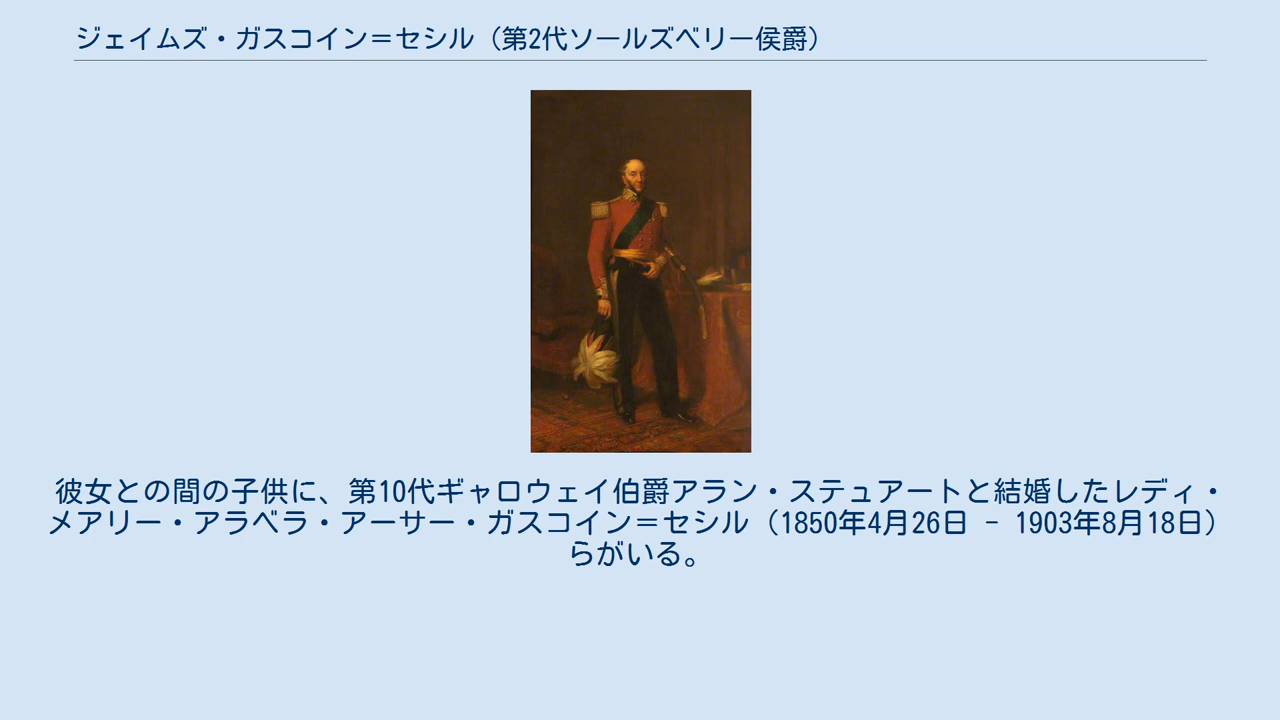 ジェイムズ・ガスコイン＝セシル（第2代ソールズベリー侯爵）
彼女との間の子供に、第10代ギャロウェイ伯爵アラン・ステュアートと結婚したレディ・
メアリー・アラベラ・アーサー・ガスコイン＝セシル（1850年4月26日 - 1903年8月18日）
らがいる。